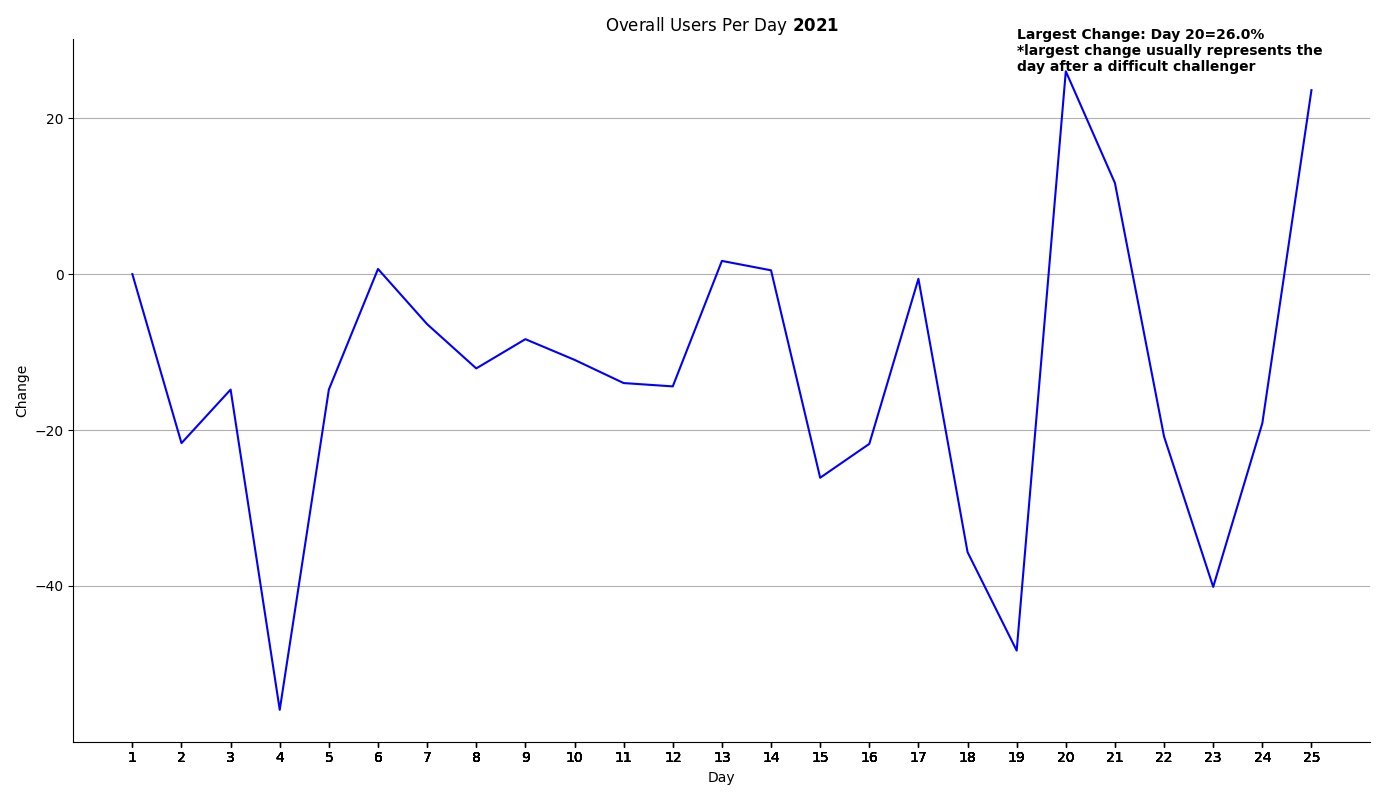 Overall Users Per Day 2021
Largest Change: Day 20=26.0%
*largest change usually represents the
day after a difficult challenger
20
0
−20
−40
Change
1 2 3 4 5 6 7 8 9 10 11 12 13 14 15 16 17 18 19 20 21 22 23 24 25
Day